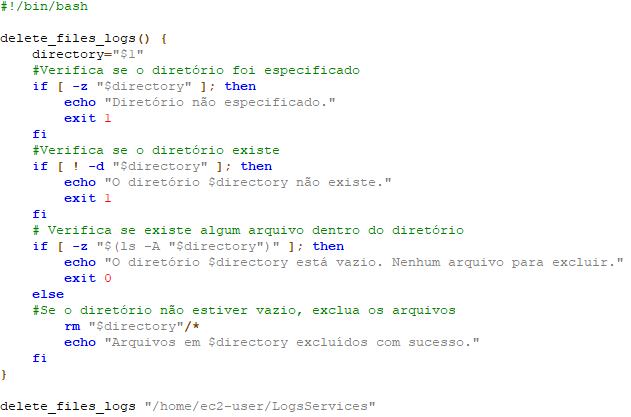 #!/bin/bash

delete_files_logs() {
    directory="$1"
    #Verifica se o diretório foi especificado
    if [ -z "$directory" ]; then
        echo "Diretório não especificado."
        exit 1
    fi
    #Verifica se o diretório existe
    if [ ! -d "$directory" ]; then
        echo "O diretório $directory não existe."
        exit 1
    fi
    # Verifica se existe algum arquivo dentro do diretório
    if [ -z "$(ls -A "$directory")" ]; then
        echo "O diretório $directory está vazio. Nenhum arquivo para excluir."
        exit 0
    else
    #Se o diretório não estiver vazio, exclua os arquivos
        rm "$directory"/*
        echo "Arquivos em $directory excluídos com sucesso."
    fi
}

delete_files_logs "/home/ec2-user/LogsServices"